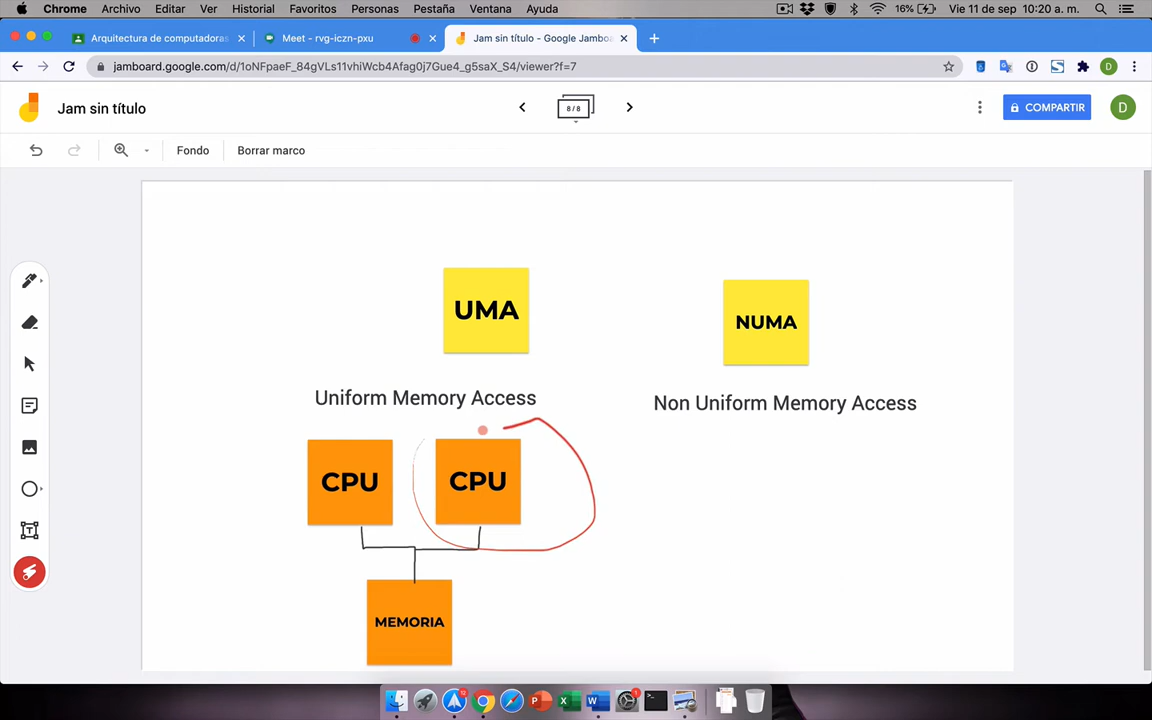 Chrome Archivo Editar Ver Historial Favoritos Personas Pestaña Ventana Ayuda 16% Vie 11 de sep 10:20 a. m.
Arquitectura de computadoras Meet - rvg-iczn-pxu Jam sin título - Google Jambo
jamboard.google.com/d/1oNFpaeF_84gVLs11vhiWcb4Afag0j7Gue4_g5saX_S4/viewer?f=7 D
Jam sin título 8/8 COMPARTIR D
Fondo Borrar marco
UMA
NUMA
Uniform Memory Access
Non Uniform Memory Access
CPU CPU
MEMORIA